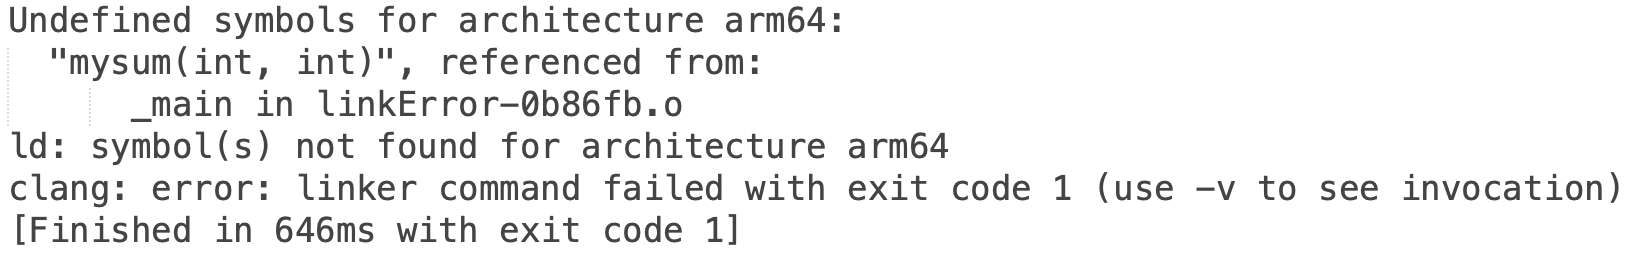 Undefined symbols for architecture arm64:
"mysum(int, int)", referenced from:
_main in linkError-0b86fb.o
ld: symbol(s) not found for architecture arm64
clang: error: linker command failed with exit code 1 (use -v to see invocation)
[Finished in 646ms with exit code 1]